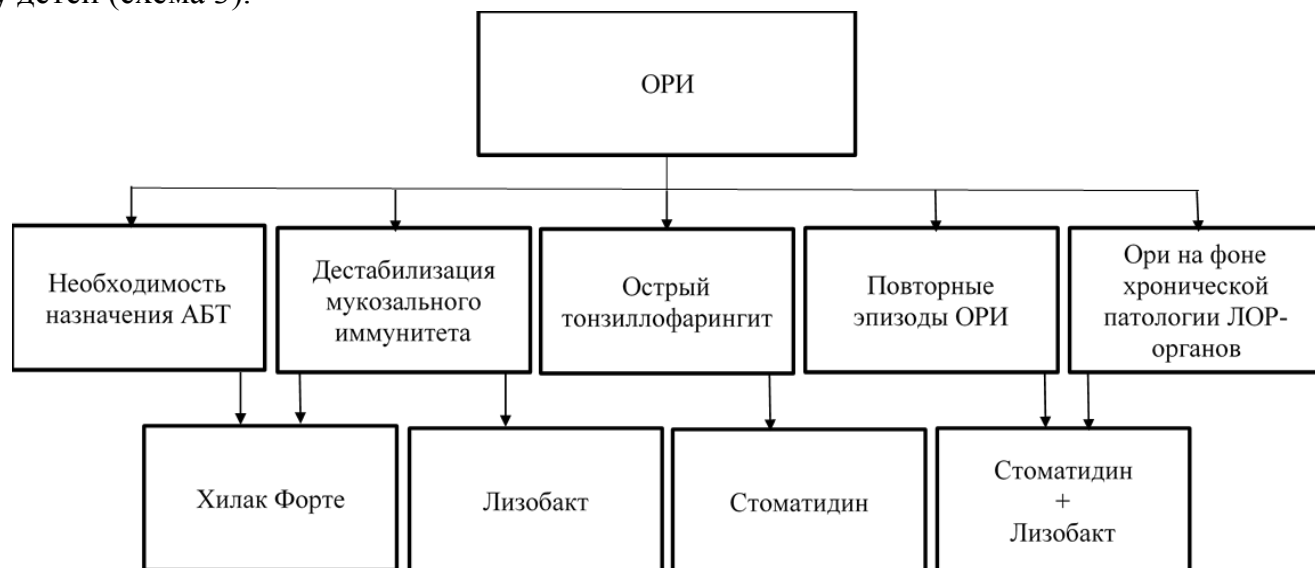 у детей (схема 3).
ОРИ
Необходимость
назначения АБТ
Дестабилизация
мукозального
иммунитета
Острый
тонзиллофарингит
Повторные
эпизоды ОРИ
Ори на фоне
хронической
патологии ЛОР-
органов
Хилак Форте
Лизобакт
Стоматидин
Стоматидин
+
Лизобакт